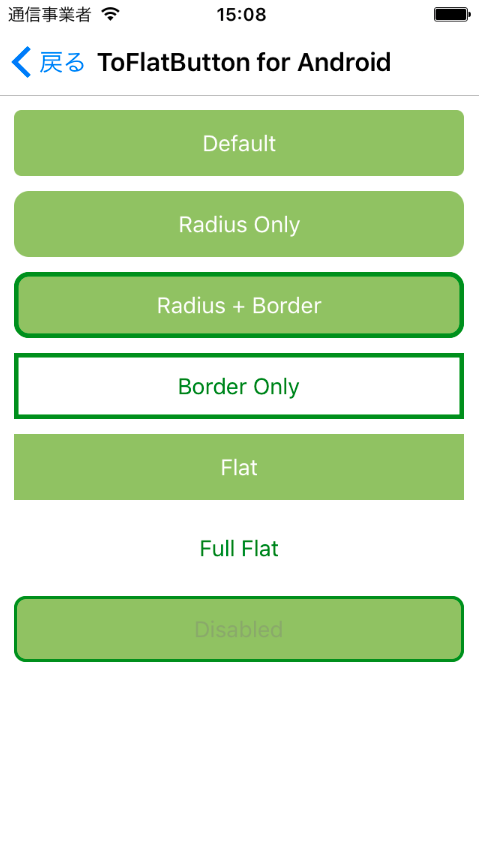 通信事業者 15:08
戻る ToFlatButton for Android
Default
Radius Only
Radius + Border
Border Only
Flat
Full Flat
Disabled